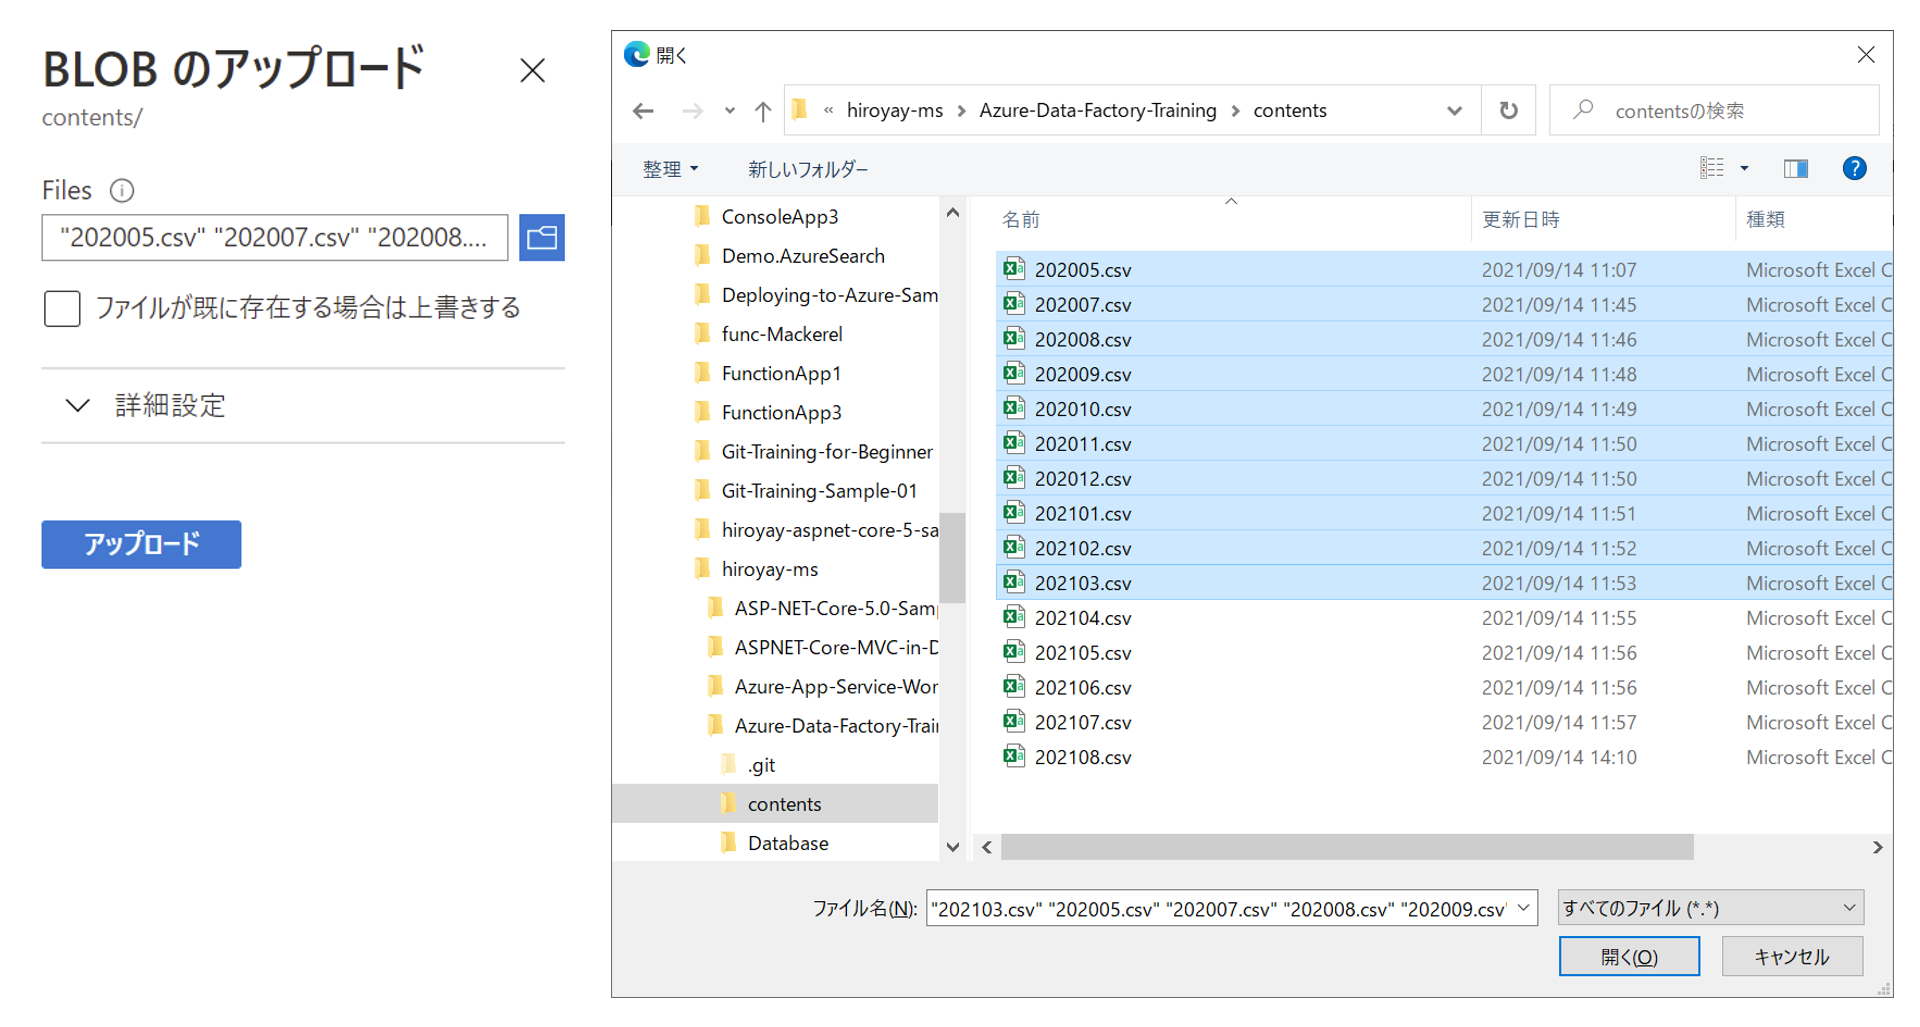 BLOB のアップロード
contents/
Files
"202005.csv" "202007.csv" "202008....
ファイルが既に存在する場合は上書きする
詳細設定
アップロード
開く
« hiroyay-ms > Azure-Data-Factory-Training > contents
contentsの検索
整理
新しいフォルダー
ConsoleApp3
Demo.AzureSearch
Deploying-to-Azure-Sam
func-Mackerel
FunctionApp1
FunctionApp3
Git-Training-for-Beginner
Git-Training-Sample-01
hiroyay-aspnet-core-5-sa
hiroyay-ms
ASP-NET-Core-5.0-Samp
ASPNET-Core-MVC-in-D
Azure-App-Service-Wor
Azure-Data-Factory-Train
.git
contents
Database
名前 更新日時 種類
202005.csv 2021/09/14 11:07 Microsoft Excel C
202007.csv 2021/09/14 11:45 Microsoft Excel C
202008.csv 2021/09/14 11:46 Microsoft Excel C
202009.csv 2021/09/14 11:48 Microsoft Excel C
202010.csv 2021/09/14 11:49 Microsoft Excel C
202011.csv 2021/09/14 11:50 Microsoft Excel C
202012.csv 2021/09/14 11:50 Microsoft Excel C
202101.csv 2021/09/14 11:51 Microsoft Excel C
202102.csv 2021/09/14 11:52 Microsoft Excel C
202103.csv 2021/09/14 11:53 Microsoft Excel C
202104.csv 2021/09/14 11:55 Microsoft Excel C
202105.csv 2021/09/14 11:56 Microsoft Excel C
202106.csv 2021/09/14 11:56 Microsoft Excel C
202107.csv 2021/09/14 11:57 Microsoft Excel C
202108.csv 2021/09/14 14:10 Microsoft Excel C
ファイル名(N): "202103.csv" "202005.csv" "202007.csv" "202008.csv" "202009.csv"
すべてのファイル (*.*)
開く(O)
キャンセル